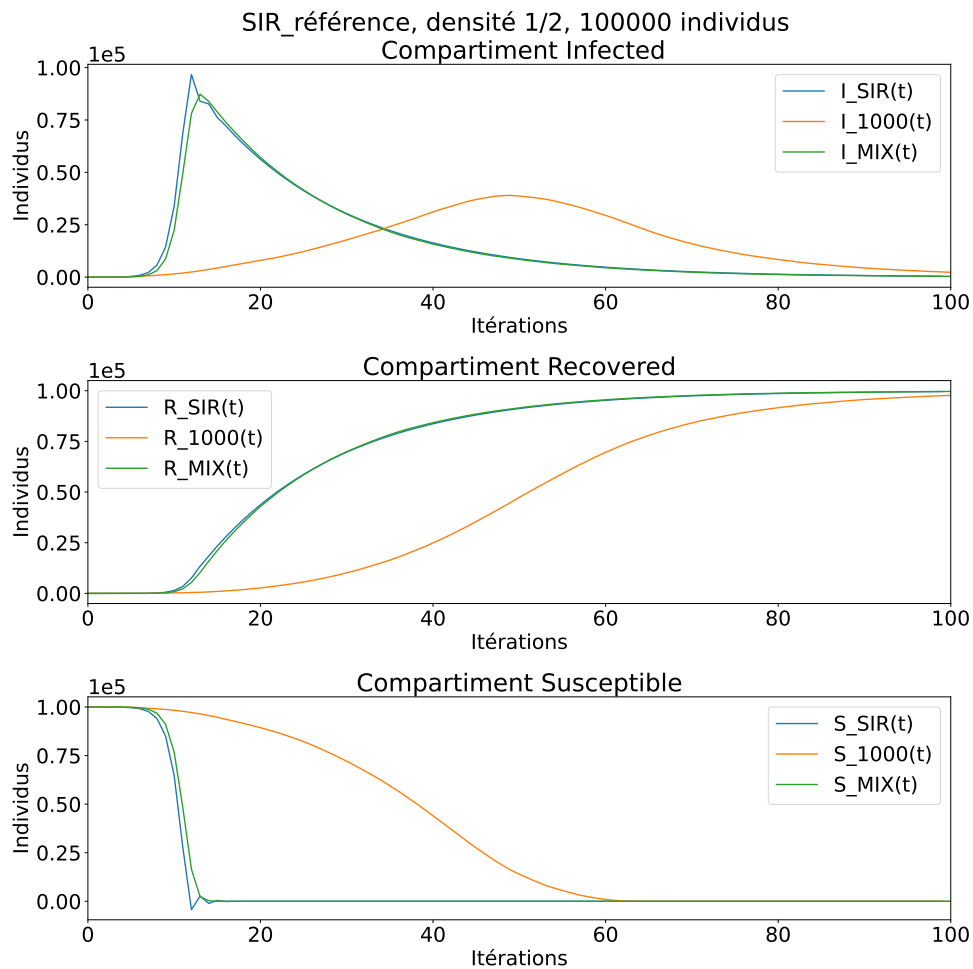 SIR_référence, densité 1/2, 100000 individus
Compartiment Infected
1e5
1.00
0.75
0.50
0.25
0.00
Individus
I_SIR(t)
I_1000(t)
I_MIX(t)
0 20 40 60 80 100
Itérations
Compartiment Recovered
1e5
1.00
0.75
0.50
0.25
0.00
Individus
R_SIR(t)
R_1000(t)
R_MIX(t)
0 20 40 60 80 100
Itérations
Compartiment Susceptible
1e5
1.00
0.75
0.50
0.25
0.00
Individus
S_SIR(t)
S_1000(t)
S_MIX(t)
0 20 40 60 80 100
Itérations